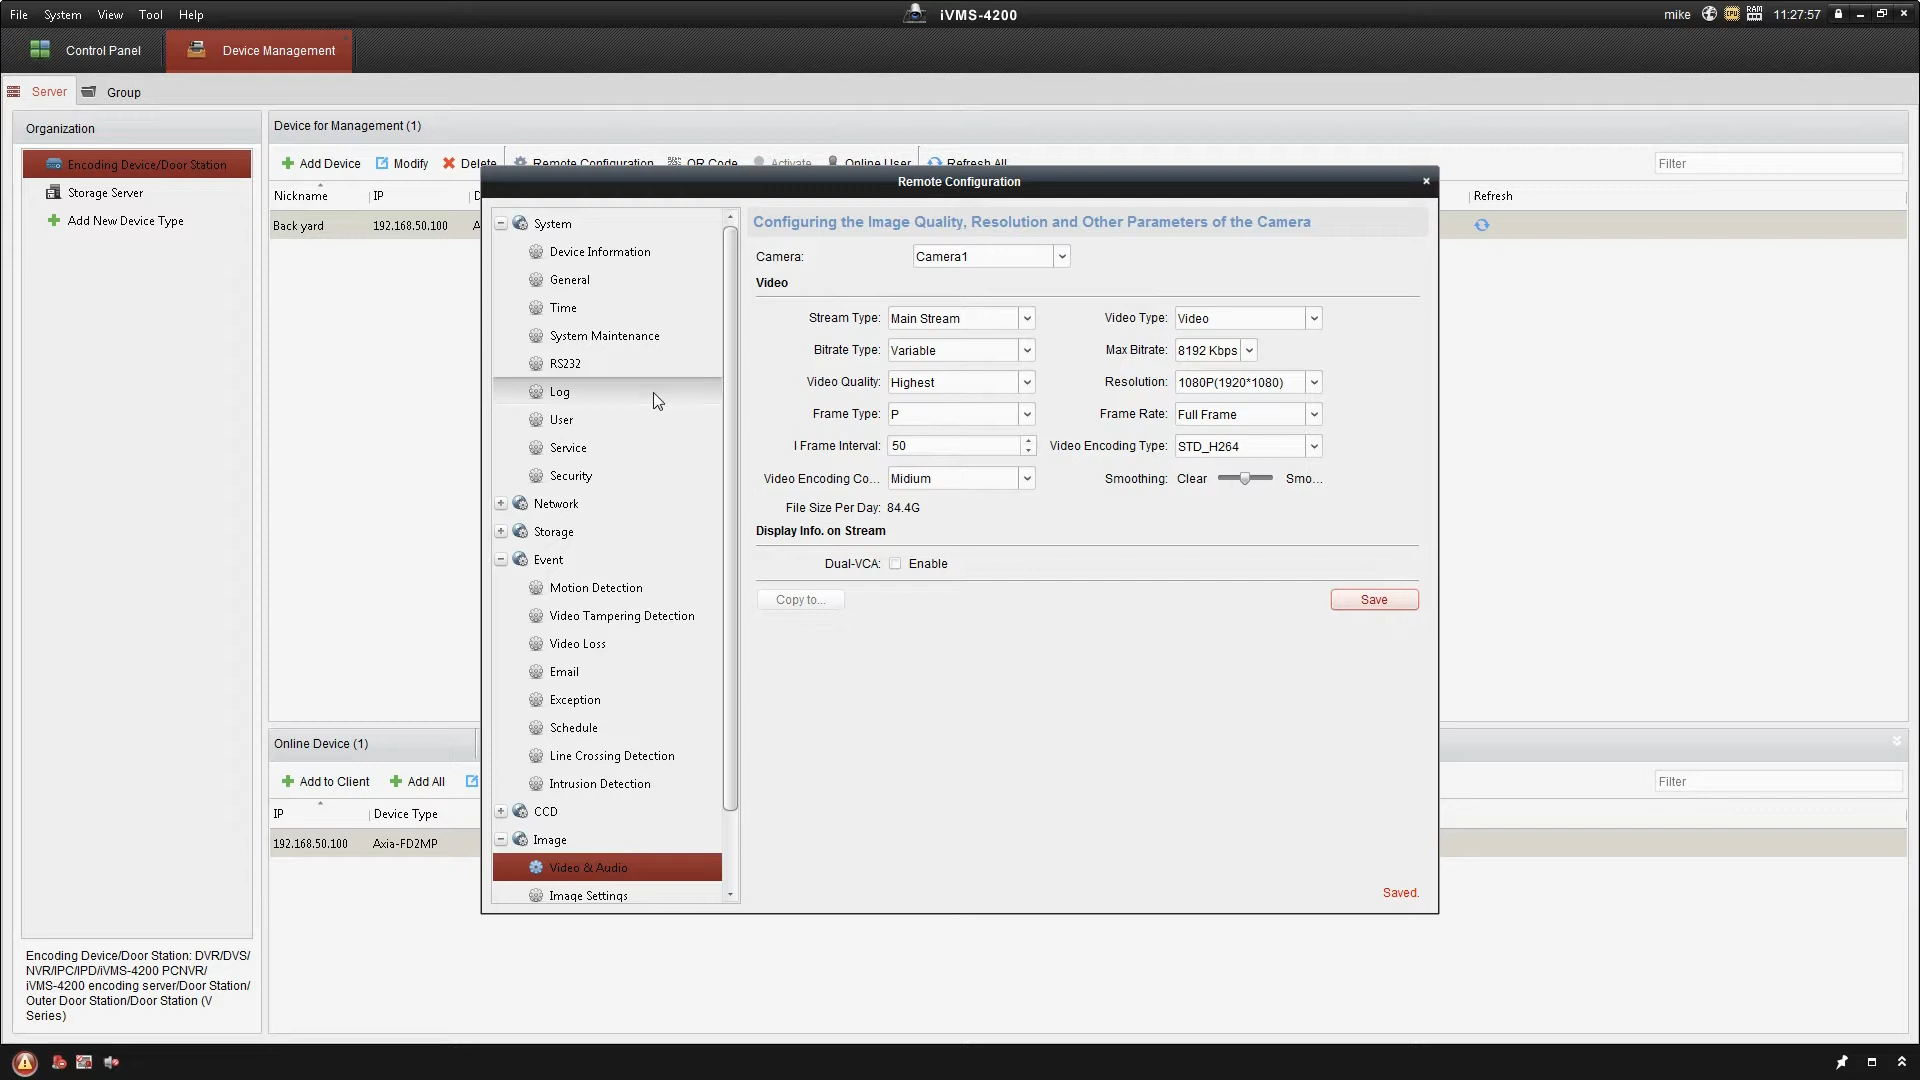 File System View Tool Help
iVMS-4200
mike CPU RAM 11:27:57
Control Panel
Device Management
Server
Group
Organization
Encoding Device/Door Station
Storage Server
Add New Device Type
Encoding Device/Door Station: DVR/DVS/
NVR/IPC/IPD/iVMS-4200 PCNVR/
iVMS-4200 encoding server/Door Station/
Outer Door Station/Door Station (V
Series)
Device for Management (1)
Add Device Modify Delete Remote Configuration QR Code Activate Online User Refresh All
Filter
Nickname IP D Refresh
Back yard 192.168.50.100 A
Online Device (1)
Add to Client Add All
Filter
IP Device Type
192.168.50.100 Axia-FD2MP
Remote Configuration
System
Device Information
General
Time
System Maintenance
RS232
Log
User
Service
Security
Network
Storage
Event
Motion Detection
Video Tampering Detection
Video Loss
Email
Exception
Schedule
Line Crossing Detection
Intrusion Detection
CCD
Image
Video & Audio
Image Settings
Configuring the Image Quality, Resolution and Other Parameters of the Camera
Camera: Camera1
Video
Stream Type: Main Stream Video Type: Video
Bitrate Type: Variable Max Bitrate: 8192 Kbps
Video Quality: Highest Resolution: 1080P(1920*1080)
Frame Type: P Frame Rate: Full Frame
I Frame Interval: 50 Video Encoding Type: STD_H264
Video Encoding Co... Midium Smoothing: Clear Smo...
File Size Per Day: 84.4G
Display Info. on Stream
Dual-VCA: Enable
Copy to... Save
Saved.